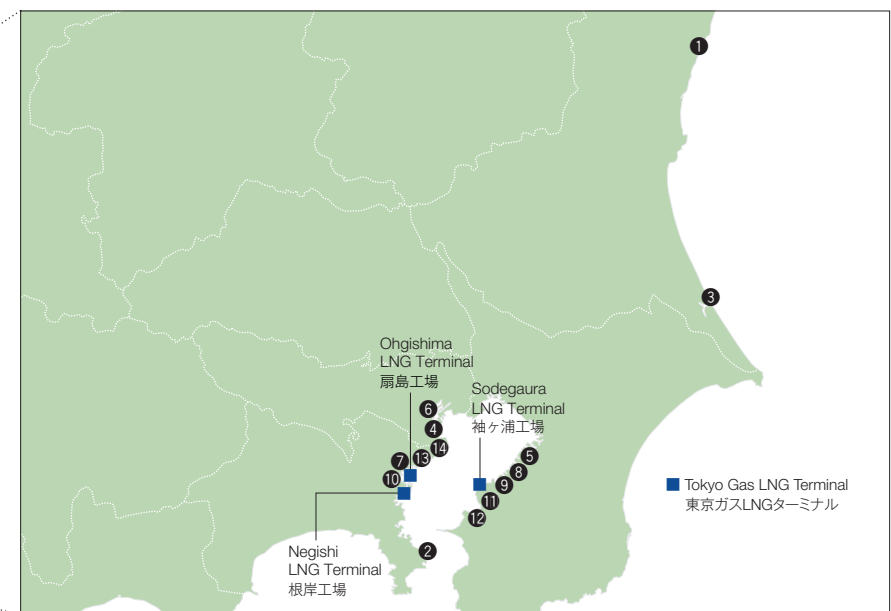 1
3
Ohgishima
LNG Terminal
扇島工場
Sodegaura
LNG Terminal
袖ヶ浦工場
6
4
14
13
7
10
5
8
9
11
12
2
Negishi
LNG Terminal
根岸工場
Tokyo Gas LNG Terminal
東京ガスLNGターミナル